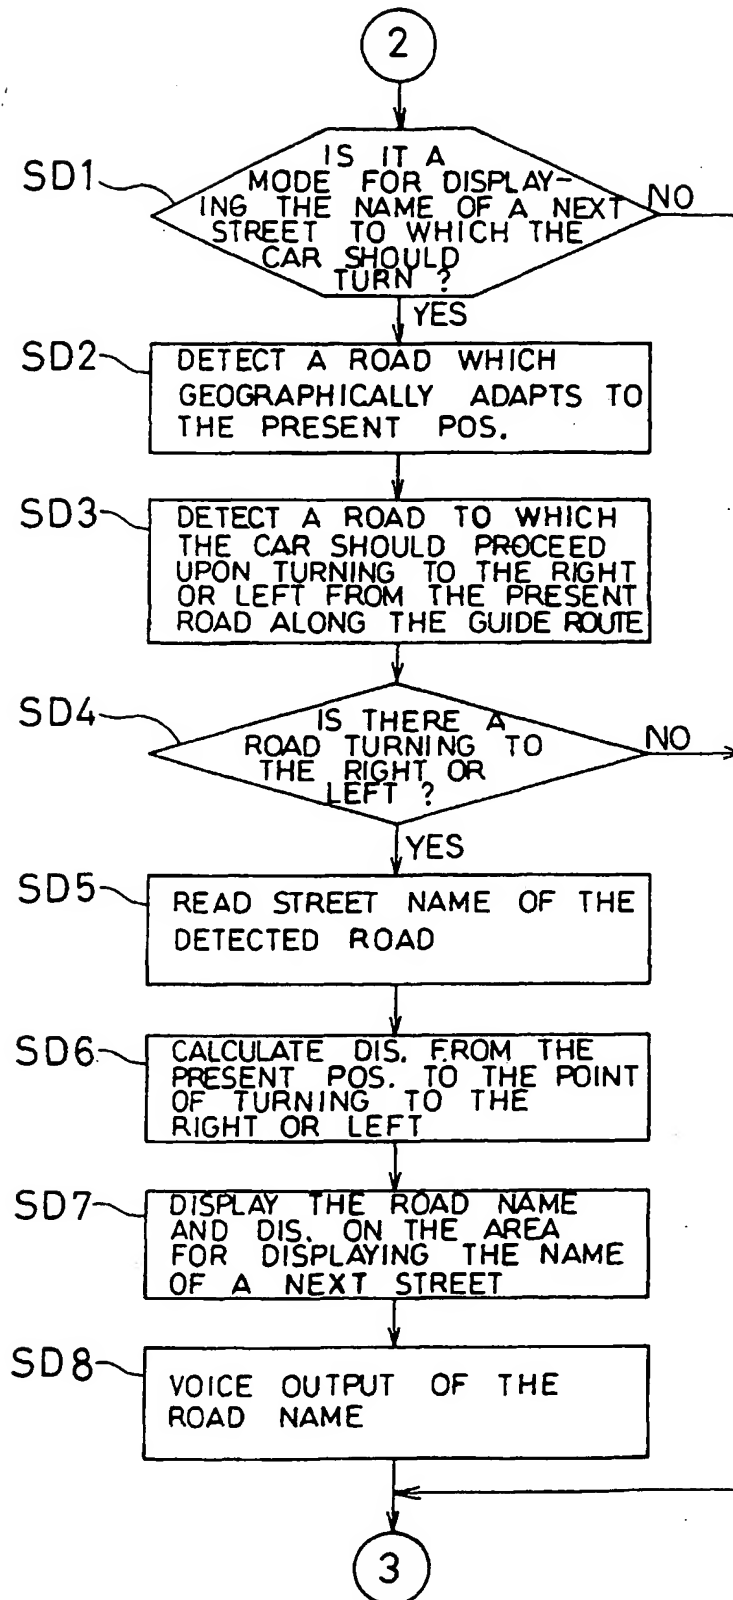 2
SD1
IS IT A
MODE FOR DISPLAY-
ING THE NAME OF A NEXT
STREET TO WHICH THE
CAR SHOULD
TURN ?
NO
YES
SD2
DETECT A ROAD WHICH
GEOGRAPHICALLY ADAPTS TO
THE PRESENT POS.
SD3
DETECT A ROAD TO WHICH
THE CAR SHOULD PROCEED
UPON TURNING TO THE RIGHT
OR LEFT FROM THE PRESENT
ROAD ALONG THE GUIDE ROUTE
SD4
IS THERE A
ROAD TURNING TO
THE RIGHT OR
LEFT ?
NO
YES
SD5
READ STREET NAME OF THE
DETECTED ROAD
SD6
CALCULATE DIS. FROM THE
PRESENT POS. TO THE POINT
OF TURNING TO THE
RIGHT OR LEFT
SD7
DISPLAY THE ROAD NAME
AND DIS. ON THE AREA
FOR DISPLAYING THE NAME
OF A NEXT STREET
SD8
VOICE OUTPUT OF THE
ROAD NAME
3